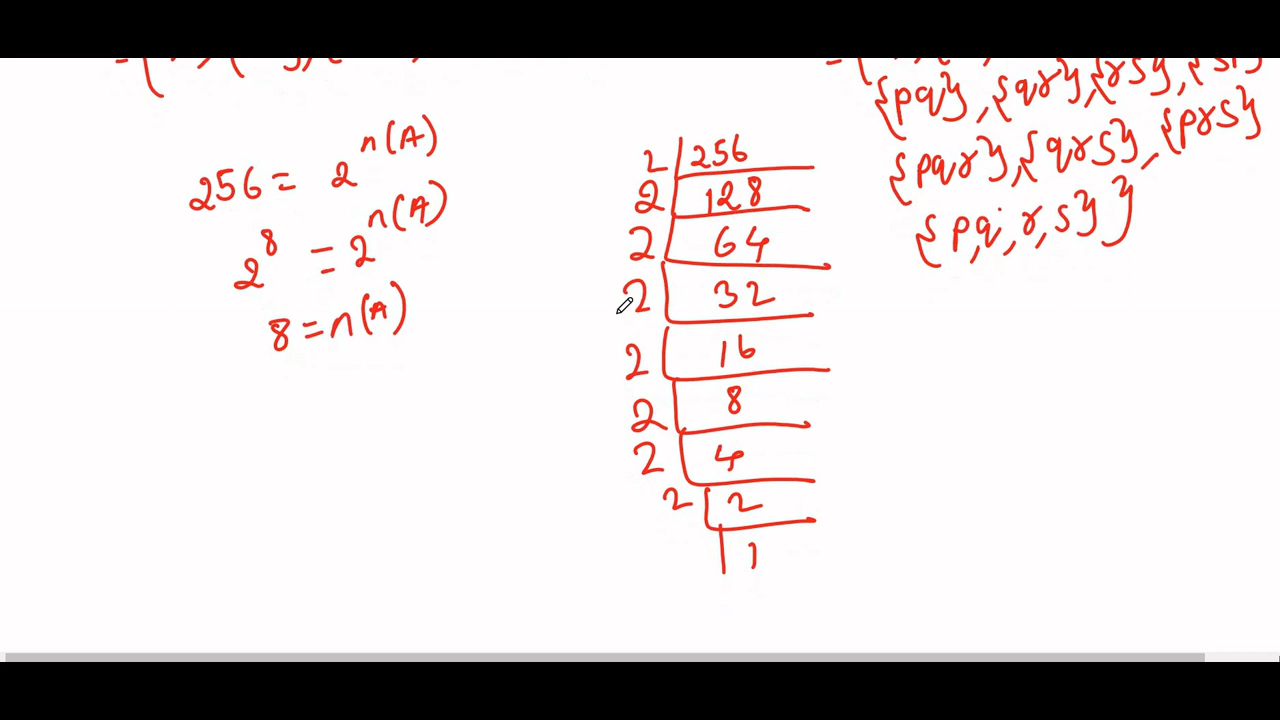 256 = 2^n(A)
2^8 = 2^n(A)
8 = n(A)
2 | 256
2 | 128
2 | 64
2 | 32
2 | 16
2 | 8
2 | 4
2 | 2
| 1
{pq}, {qr}, {rs},
{pqr}, {qrs}, {prs}
{p,q,r,s} }